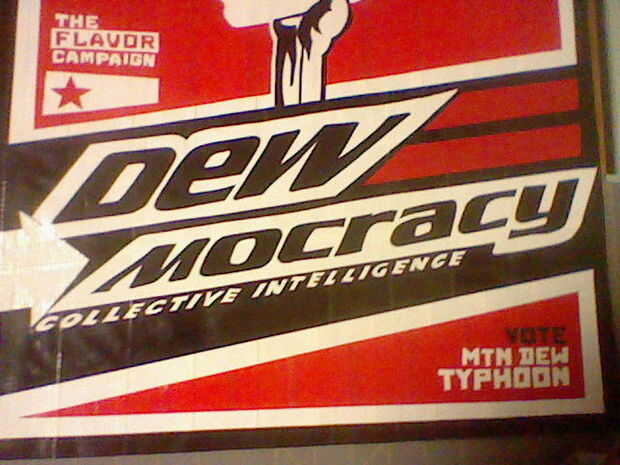 THE
FLAVOR
CAMPAIGN
Dew
mocracy
COLLECTIVE INTELLIGENCE
VOTE
MTN DEW
TYPHOON